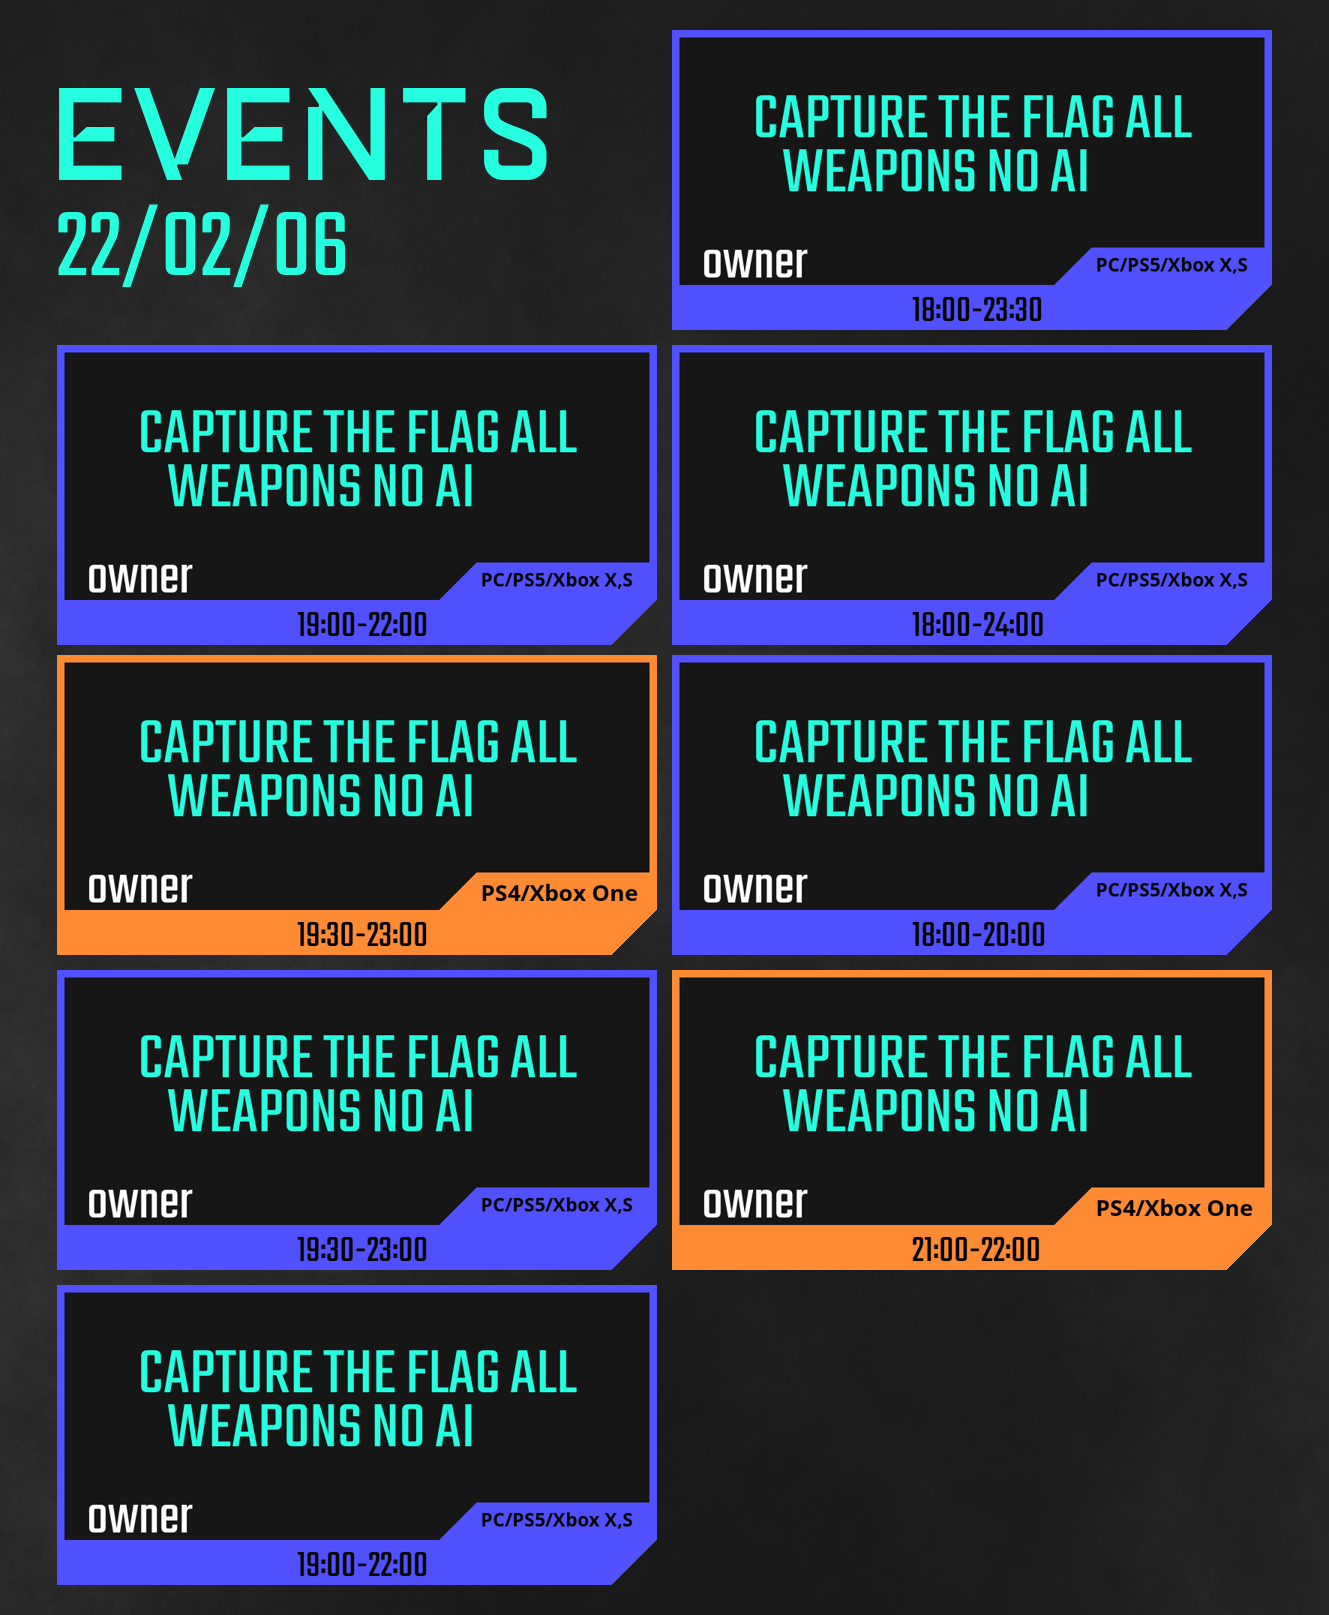 EVENTS
22/02/06
CAPTURE THE FLAG ALL
WEAPONS NO AI
owner
PC/PS5/Xbox X,S
18:00-23:30
CAPTURE THE FLAG ALL
WEAPONS NO AI
owner
PC/PS5/Xbox X,S
19:00-22:00
CAPTURE THE FLAG ALL
WEAPONS NO AI
owner
PC/PS5/Xbox X,S
18:00-24:00
CAPTURE THE FLAG ALL
WEAPONS NO AI
owner
PS4/Xbox One
19:30-23:00
CAPTURE THE FLAG ALL
WEAPONS NO AI
owner
PC/PS5/Xbox X,S
18:00-20:00
CAPTURE THE FLAG ALL
WEAPONS NO AI
owner
PC/PS5/Xbox X,S
19:30-23:00
CAPTURE THE FLAG ALL
WEAPONS NO AI
owner
PS4/Xbox One
21:00-22:00
CAPTURE THE FLAG ALL
WEAPONS NO AI
owner
PC/PS5/Xbox X,S
19:00-22:00